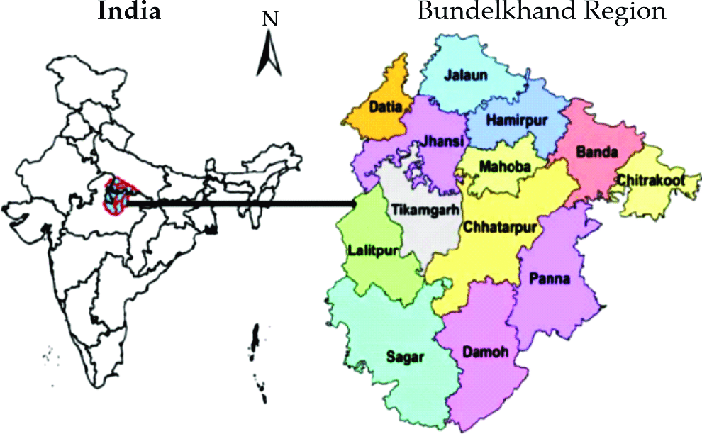 India
N
Bundelkhand Region
Jalaun
Datia
Hamirpur
Jhansi
Banda
Mahoba
Chitrakoot
Tikamgarh
Chhatarpur
Lalitpur
Panna
Sagar
Damoh